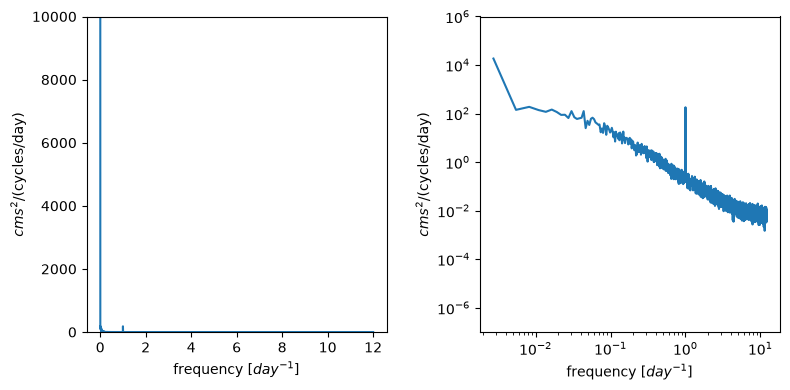 10000
8000
6000
4000
2000
0
cms²/(cycles/day)
0 2 4 6 8 10 12
frequency [day⁻¹]
10⁶
10⁴
10²
10⁰
10⁻²
10⁻⁴
10⁻⁶
cms²/(cycles/day)
10⁻² 10⁻¹ 10⁰ 10¹
frequency [day⁻¹]